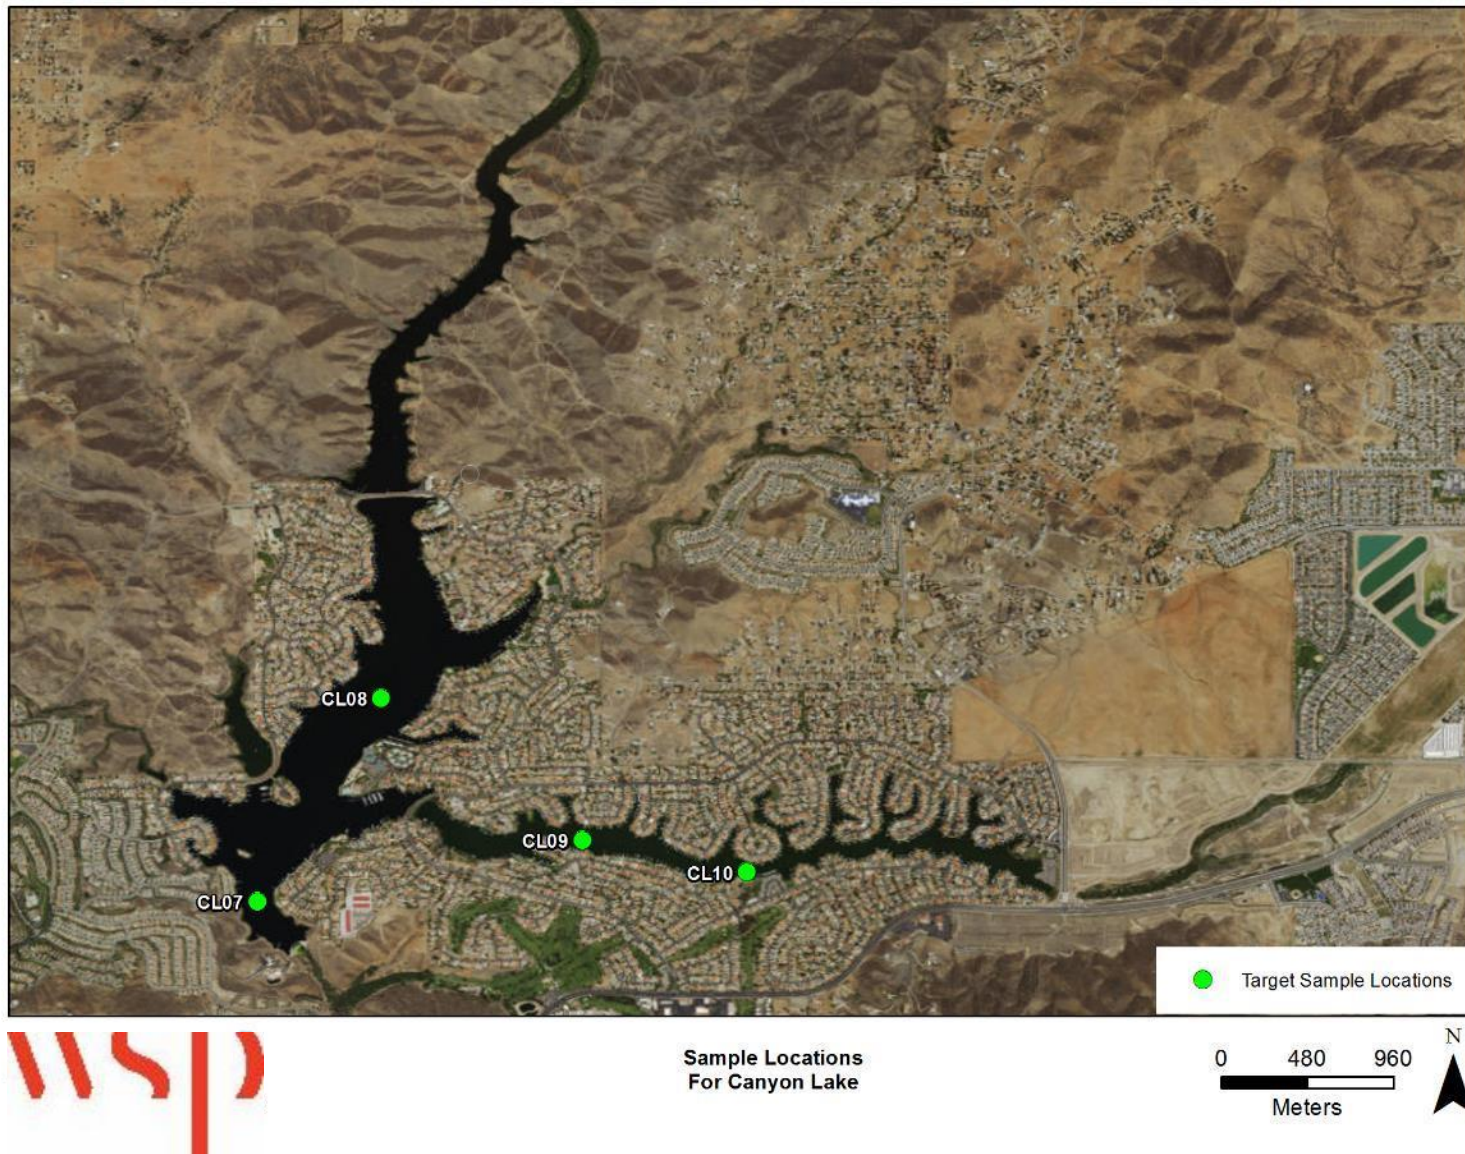 CL08
CL09
CL10
CL07
Target Sample Locations
wsp
Sample Locations
For Canyon Lake
0 480 960
Meters
N